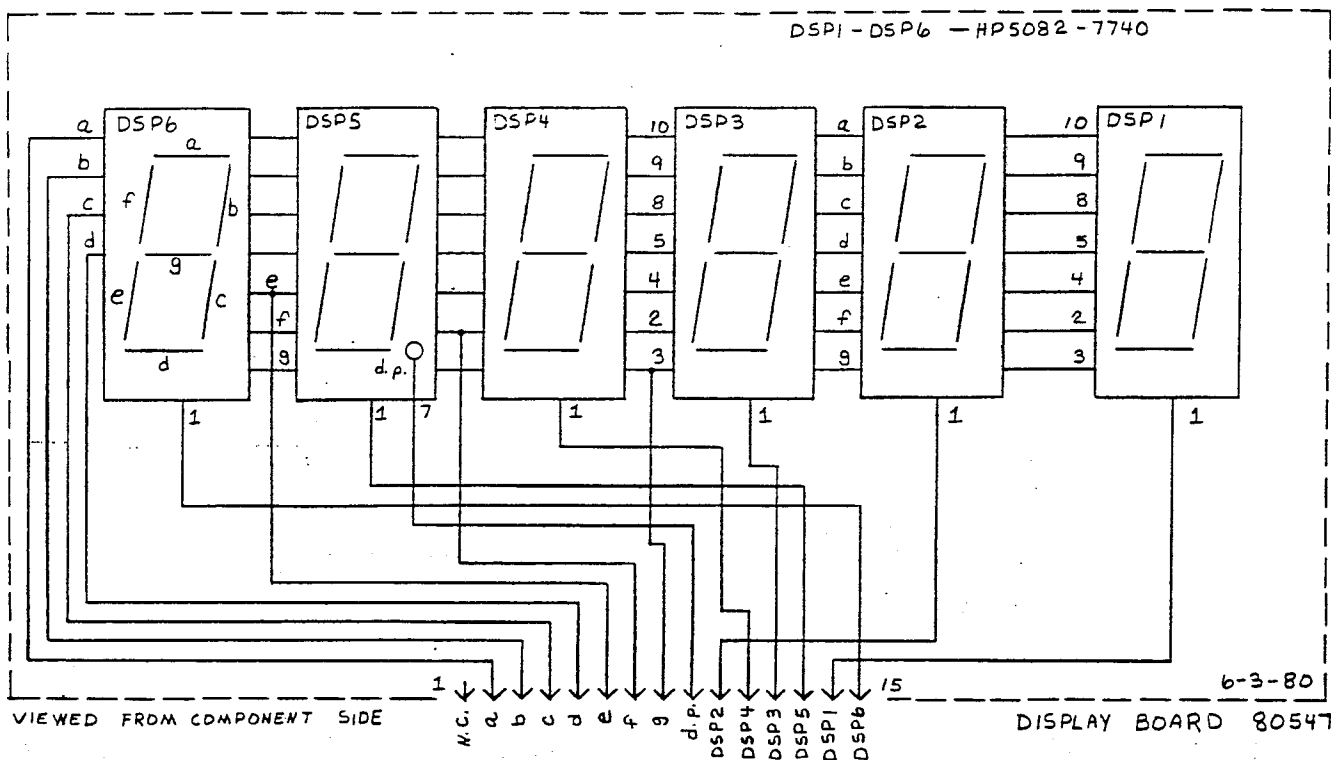 DSP1-DSP6 — HP5082-7740
a DSP6 DSP5 DSP4 10 DSP3 a DSP2 10 DSP1
a
b 9 b 9
f b
c 8 c 8
d 5 d 5
g
e e c 4 e 4
f 2 f 2
d g d.p. 3 g 3
1 1 7 1 1 1 1
1 15 6-3-80
VIEWED FROM COMPONENT SIDE
N.C. a b c d e f g d.p. DSP2 DSP4 DSP3 DSP5 DSP1 DSP6
DISPLAY BOARD 80547